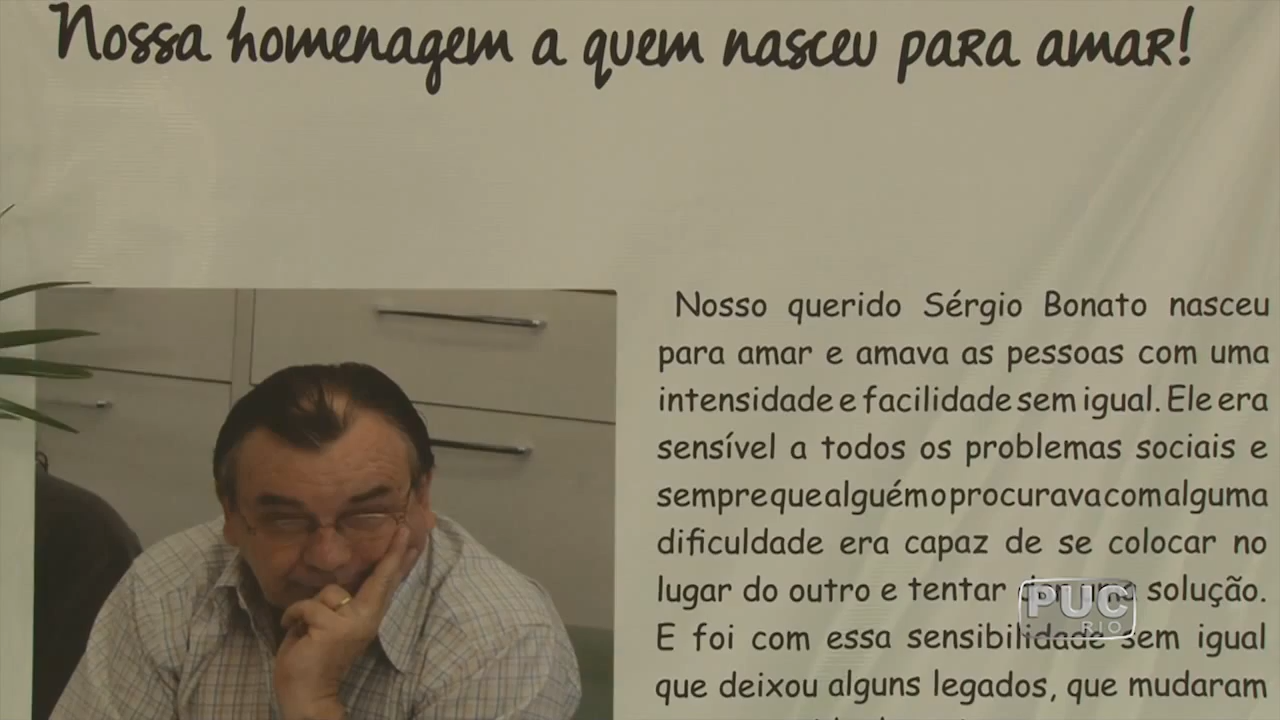 Nossa homenagem a quem nasceu para amar!
Nosso querido Sérgio Bonato nasceu
para amar e amava as pessoas com uma
intensidade e facilidade sem igual. Ele era
sensível a todos os problemas sociais e
sempre que alguém o procurava com alguma
dificuldade era capaz de se colocar no
lugar do outro e tentar dar uma solução.
E foi com essa sensibilidade sem igual
que deixou alguns legados, que mudaram
PUC
RIO